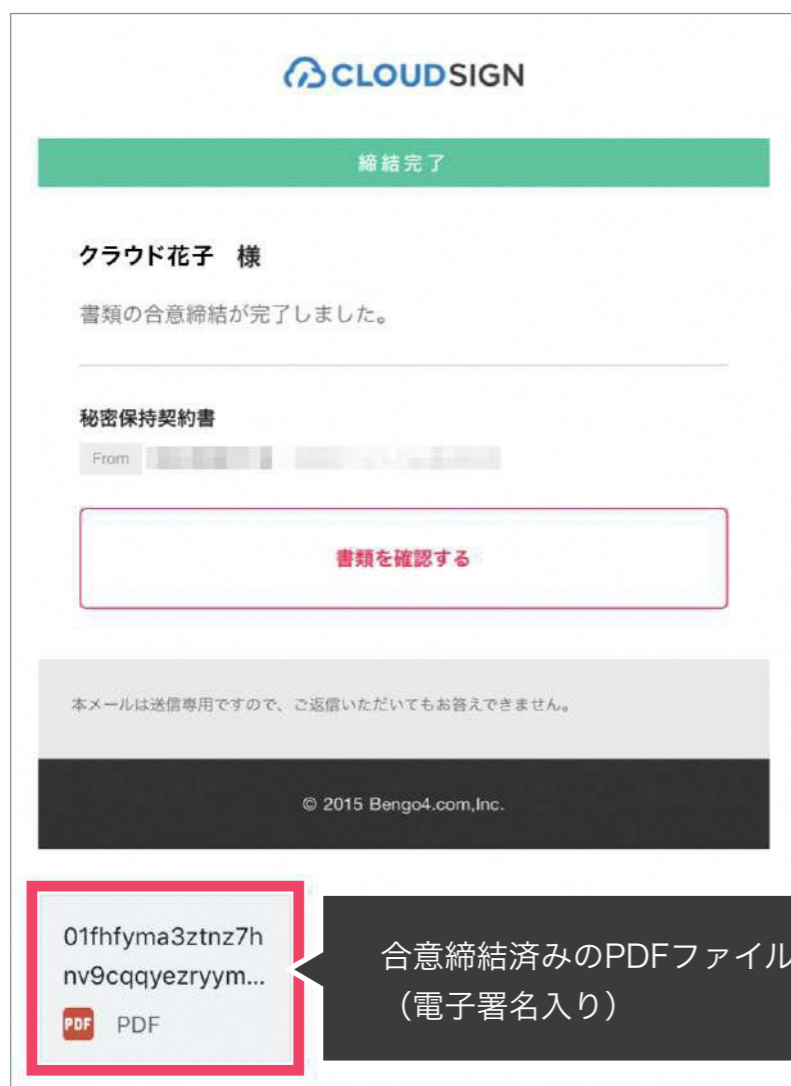 CLOUDSIGN
締結完了
クラウド花子　様
書類の合意締結が完了しました。
秘密保持契約書
From
書類を確認する
本メールは送信専用ですので、ご返信いただいてもお答えできません。
© 2015 Bengo4.com,Inc.
01fhfyma3ztnz7h
nv9cqqyezryym...
PDF PDF
合意締結済みのPDFファイル
（電子署名入り）